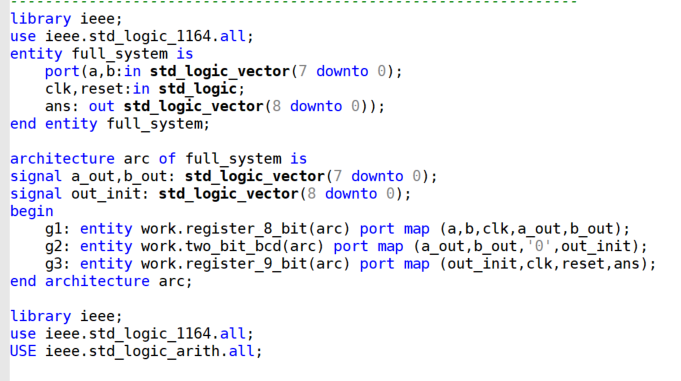 library ieee;
use ieee.std_logic_1164.all;
entity full_system is
    port(a,b:in std_logic_vector(7 downto 0);
    clk,reset:in std_logic;
    ans: out std_logic_vector(8 downto 0));
end entity full_system;

architecture arc of full_system is
signal a_out,b_out: std_logic_vector(7 downto 0);
signal out_init: std_logic_vector(8 downto 0);
begin
    g1: entity work.register_8_bit(arc) port map (a,b,clk,a_out,b_out);
    g2: entity work.two_bit_bcd(arc) port map (a_out,b_out,'0',out_init);
    g3: entity work.register_9_bit(arc) port map (out_init,clk,reset,ans);
end architecture arc;

library ieee;
use ieee.std_logic_1164.all;
USE ieee.std_logic_arith.all;